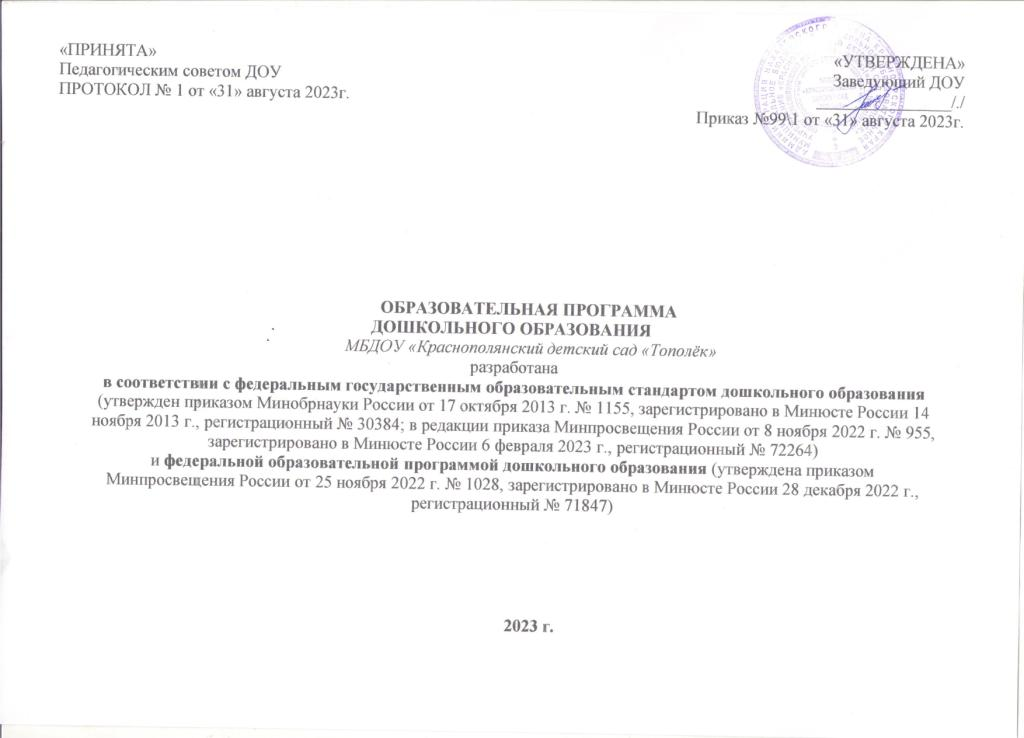 «ПРИНЯТА»
Педагогическим советом ДОУ
ПРОТОКОЛ № 1 от «31» августа 2023г.
«УТВЕРЖДЕНА»
Заведующий ДОУ
________________/./
Приказ №99\1 от «31» августа 2023г.
ОБРАЗОВАТЕЛЬНАЯ ПРОГРАММА
ДОШКОЛЬНОГО ОБРАЗОВАНИЯ
МБДОУ «Краснополянский детский сад «Тополёк»
разработана
в соответствии с федеральным государственным образовательным стандартом дошкольного образования
(утвержден приказом Минобрнауки России от 17 октября 2013 г. № 1155, зарегистрировано в Минюсте России 14
ноября 2013 г., регистрационный № 30384; в редакции приказа Минпросвещения России от 8 ноября 2022 г. № 955,
зарегистрировано в Минюсте России 6 февраля 2023 г., регистрационный № 72264)
и федеральной образовательной программой дошкольного образования (утверждена приказом
Минпросвещения России от 25 ноября 2022 г. № 1028, зарегистрировано в Минюсте России 28 декабря 2022 г.,
регистрационный № 71847)
2023 г.